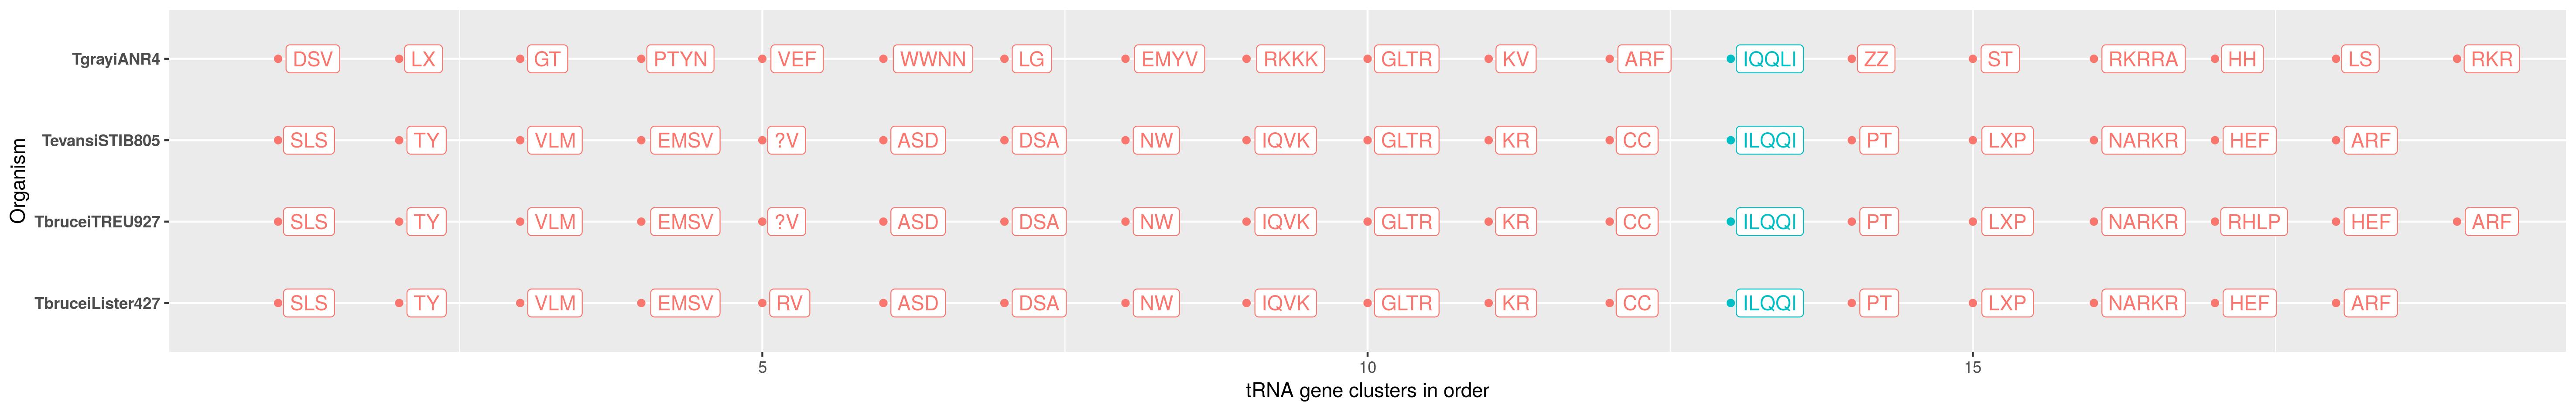 TgrayiANR4 DSV LX GT PTYN VEF WWNN LG EMYV RKKK GLTR KV ARF IQQLI ZZ ST RKRRA HH LS RKR
TevansiSTIB805 SLS TY VLM EMSV ?V ASD DSA NW IQVK GLTR KR CC ILQQI PT LXP NARKR HEF ARF
TbruceiTREU927 SLS TY VLM EMSV ?V ASD DSA NW IQVK GLTR KR CC ILQQI PT LXP NARKR RHLP HEF ARF
TbruceiLister427 SLS TY VLM EMSV RV ASD DSA NW IQVK GLTR KR CC ILQQI PT LXP NARKR HEF ARF
Organism
5 10 15
tRNA gene clusters in order